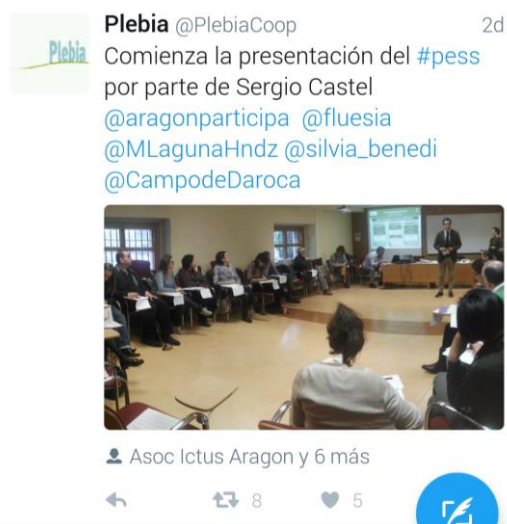 Plebia
Plebia @PlebiaCoop 2d
Comienza la presentación del #pess
por parte de Sergio Castel
@aragonparticipa @fluesia
@MLagunaHndz @silvia_benedi
@CampodeDaroca
Asoc Ictus Aragon y 6 más
8 5